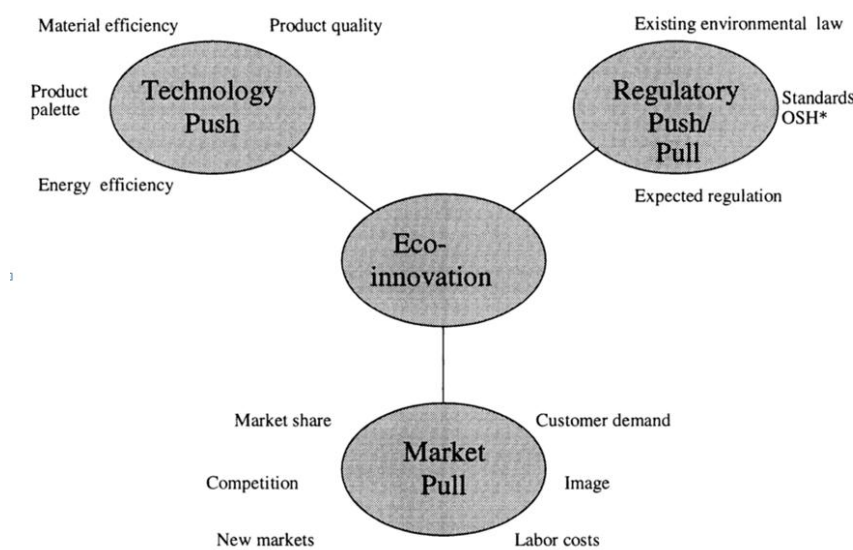 Material efficiency
Product quality
Product
palette
Technology
Push
Energy efficiency
Existing environmental law
Regulatory
Push/
Pull
Standards
OSH*
Expected regulation
Eco-
innovation
Market share
Customer demand
Market
Pull
Competition
Image
New markets
Labor costs